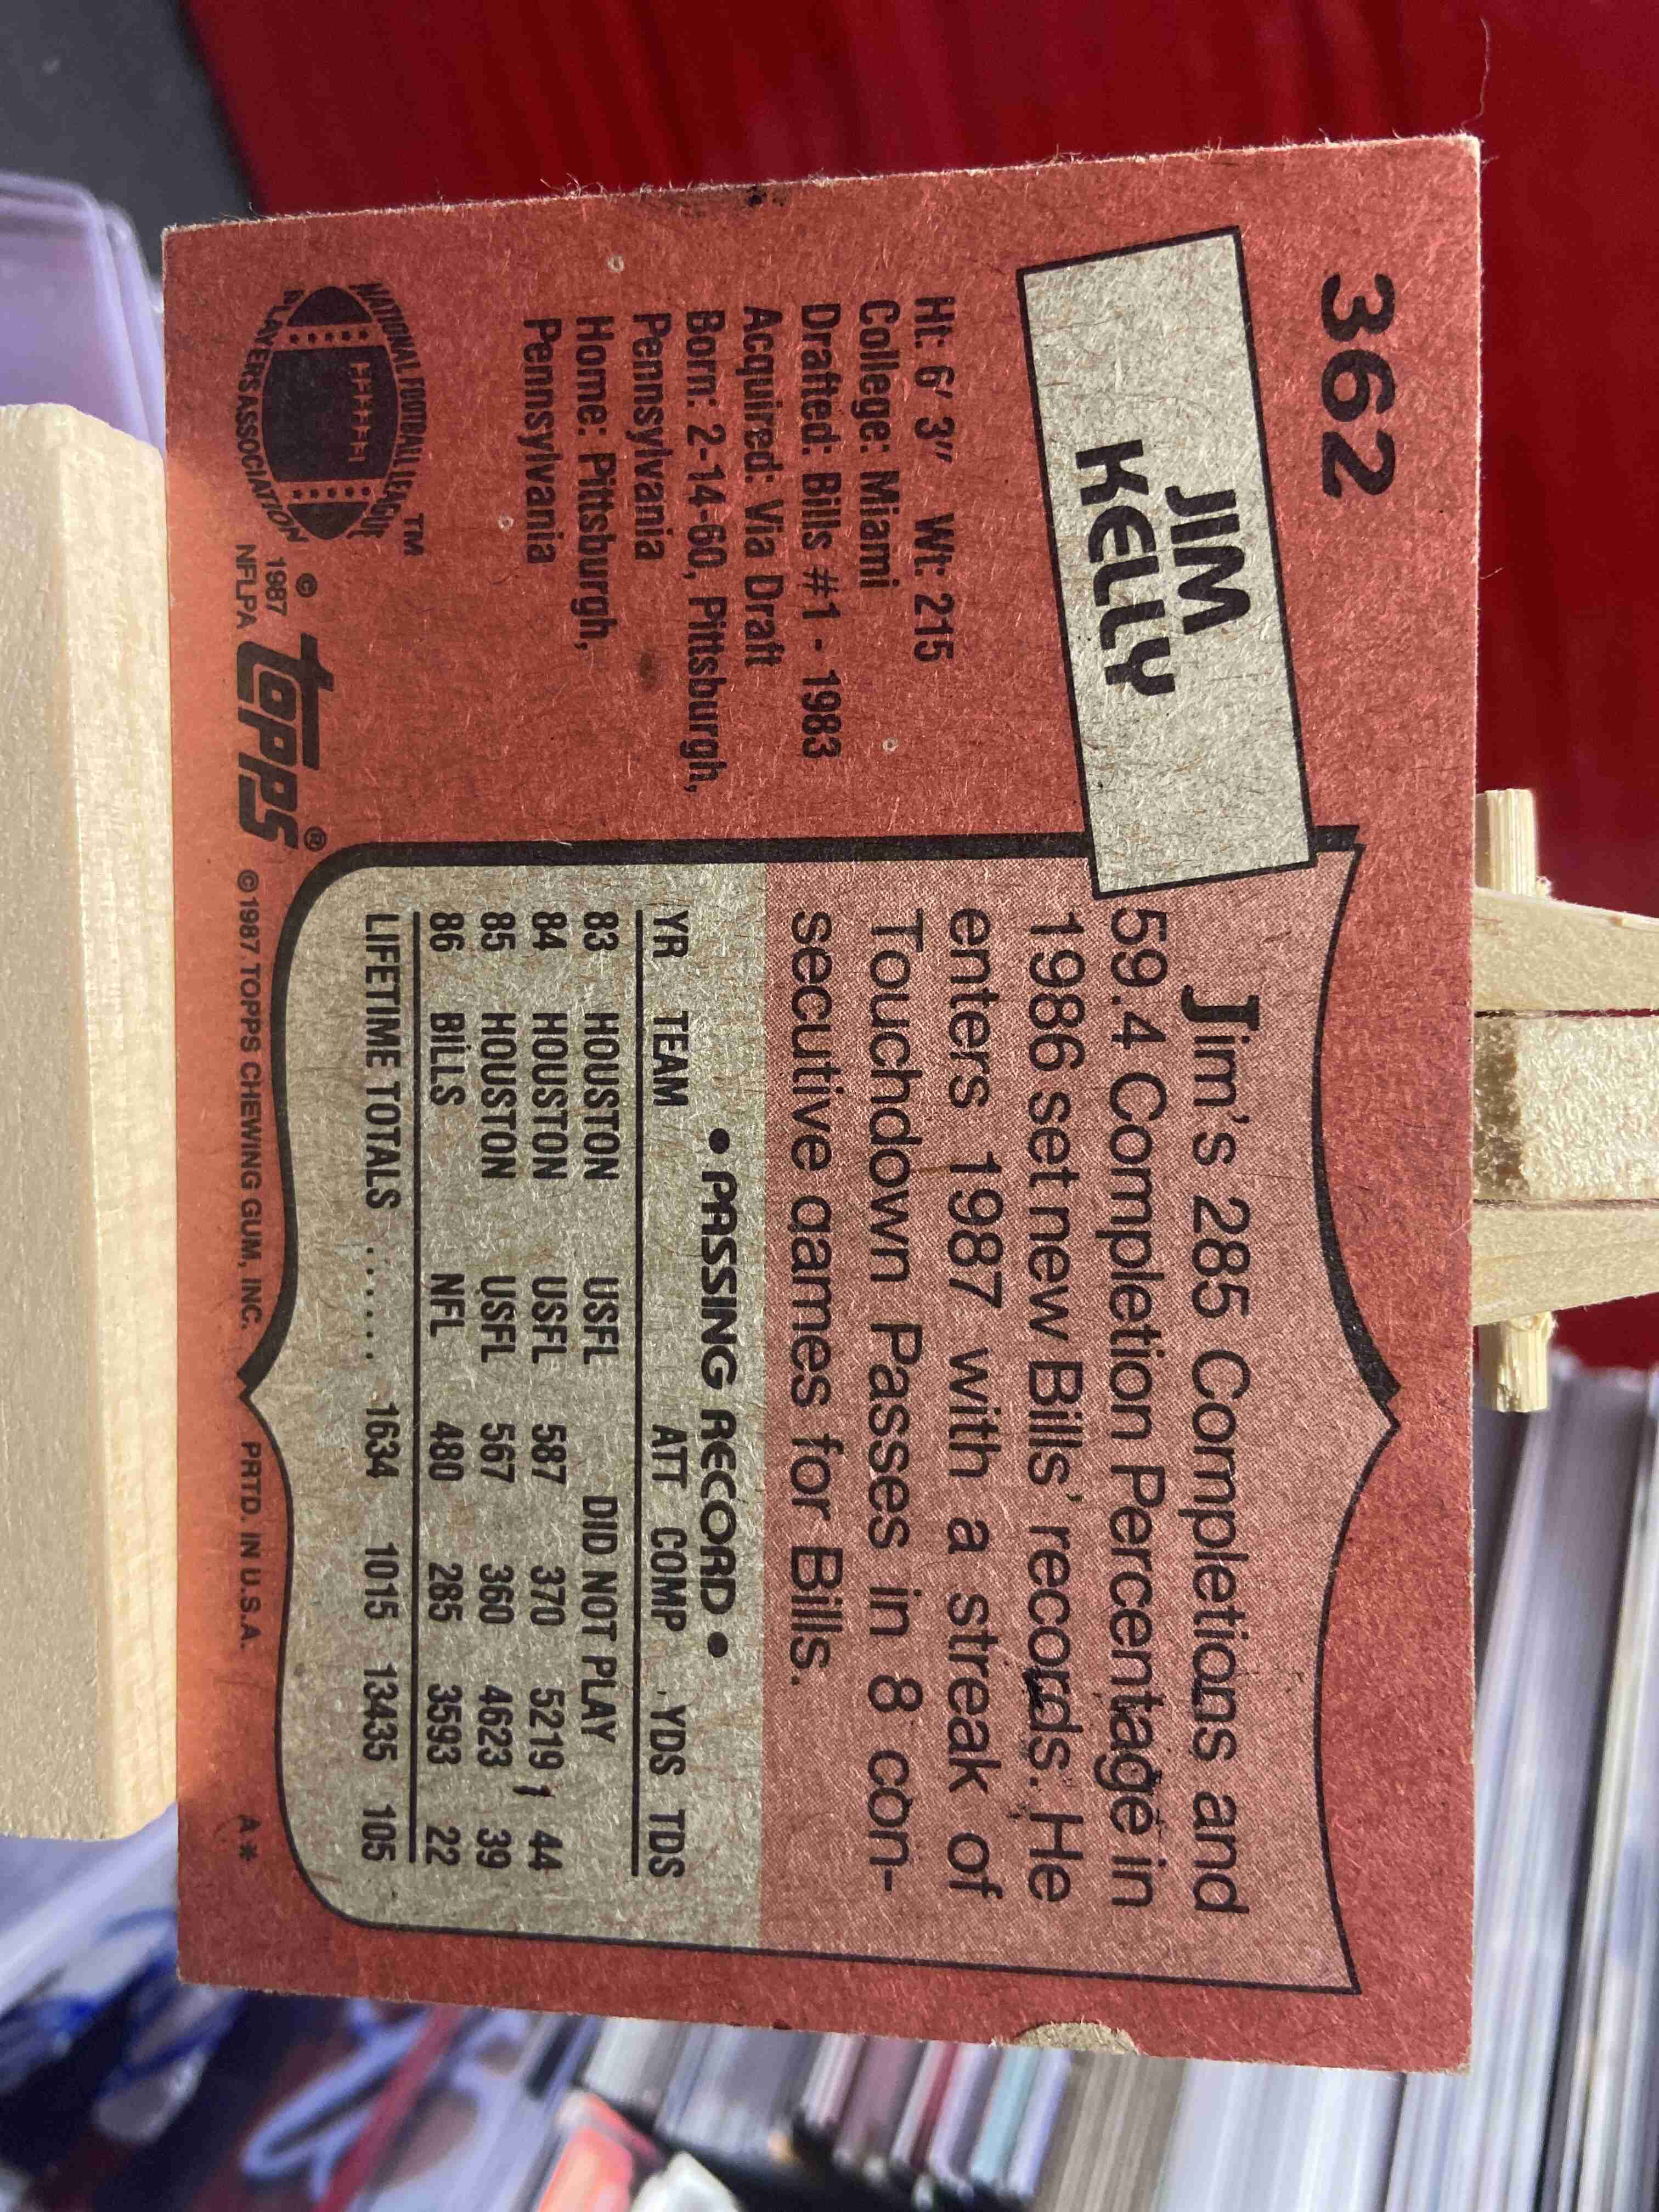 362
JIM
KELLY
Ht: 6' 3" Wt: 215
College: Miami
Drafted: Bills #1 - 1983
Acquired: Via Draft
Born: 2-14-60, Pittsburgh,
Pennsylvania
Home: Pittsburgh,
Pennsylvania
Jim's 285 Completions and
59.4 Completion Percentage in
1986 set new Bills' records. He
enters 1987 with a streak of
Touchdown Passes in 8 con-
secutive games for Bills.
• PASSING RECORD •
YR TEAM ATT COMP YDS TDS
83 HOUSTON USFL DID NOT PLAY
84 HOUSTON USFL 587 370 5219 44
85 HOUSTON USFL 567 360 4623 39
86 BILLS NFL 480 285 3593 22
LIFETIME TOTALS ...... 1634 1015 13435 105
NATIONAL FOOTBALL LEAGUE
PLAYERS ASSOCIATION
TM
©
1987
NFLPA
topps®
©1987 TOPPS CHEWING GUM, INC. PRTD. IN U.S.A. A*